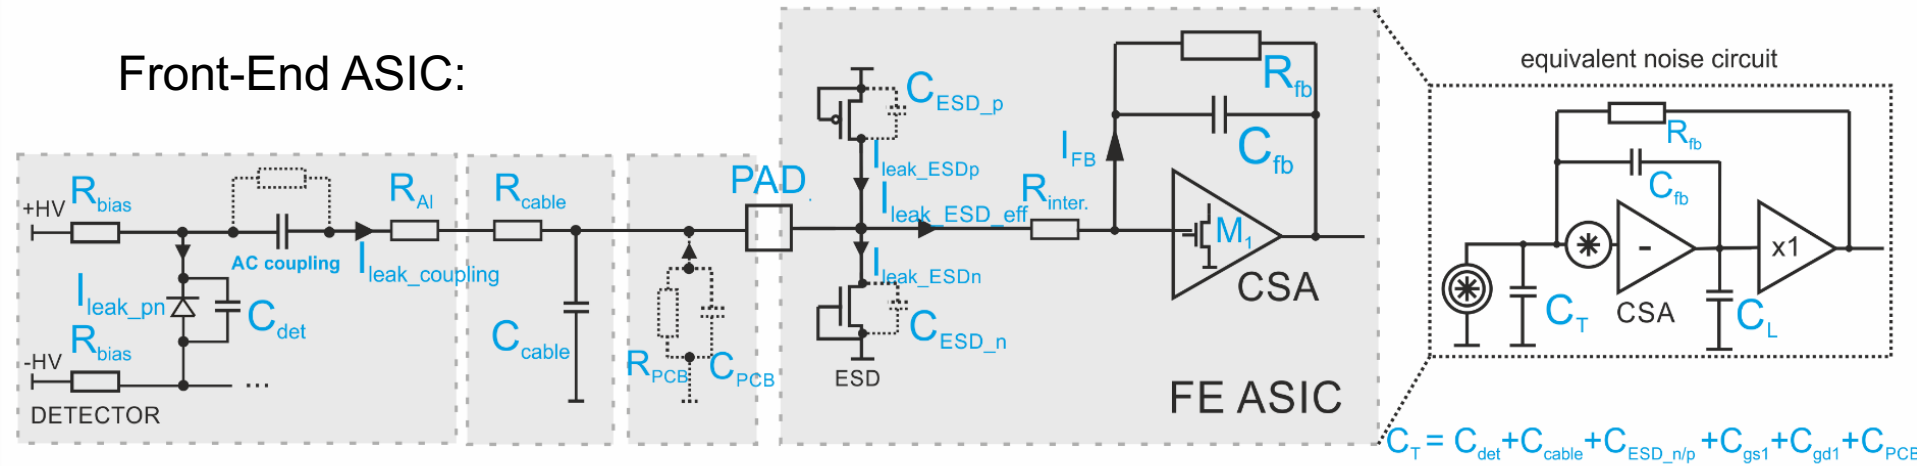 Front-End ASIC:
equivalent noise circuit
C_ESD_p
R_fb
R_fb
C_fb
I_FB
C_fb
I_leak_ESDp
PAD
R_bias
R_Al
R_cable
R_inter.
+HV
I_leak_ESD_eff
M_1
AC coupling
I_leak_coupling
I_leak_ESDn
CSA
-
x1
I_leak_pn
C_det
C_T
CSA
C_L
R_bias
C_cable
C_ESD_n
-HV
R_PCB
C_PCB
ESD
...
DETECTOR
FE ASIC
C_T = C_det+C_cable+C_ESD_n/p +C_gs1+C_gd1+C_PCB